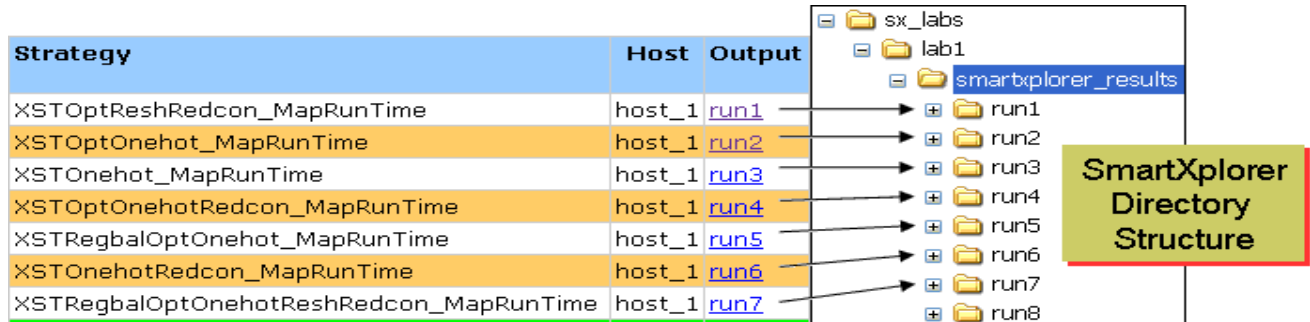 Strategy Host Output
XSTOptReshRedcon_MapRunTime host_1 run1
XSTOptOnehot_MapRunTime host_1 run2
XSTOnehot_MapRunTime host_1 run3
XSTOptOnehotRedcon_MapRunTime host_1 run4
XSTRegbalOptOnehot_MapRunTime host_1 run5
XSTOnehotRedcon_MapRunTime host_1 run6
XSTRegbalOptOnehotReshRedcon_MapRunTime host_1 run7
sx_labs
lab1
smartxplorer_results
run1
run2
run3
run4
run5
run6
run7
run8
SmartXplorer
Directory
Structure